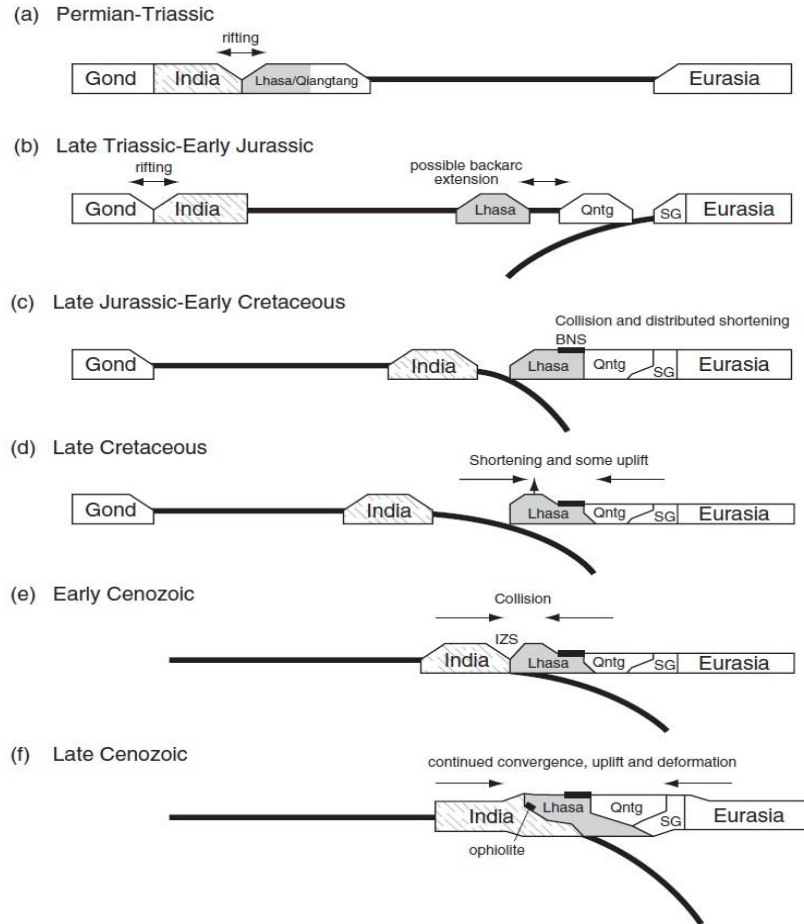 (a) Permian-Triassic
rifting
Gond India Lhasa/Qiangtang Eurasia
(b) Late Triassic-Early Jurassic
rifting
possible backarc
extension
Gond India Lhasa Qntg SG Eurasia
(c) Late Jurassic-Early Cretaceous
Collision and distributed shortening
BNS
Gond India Lhasa Qntg SG Eurasia
(d) Late Cretaceous
Shortening and some uplift
Gond India Lhasa Qntg SG Eurasia
(e) Early Cenozoic
Collision
IZS
India Lhasa Qntg SG Eurasia
(f) Late Cenozoic
continued convergence, uplift and deformation
India Lhasa Qntg SG Eurasia
ophiolite